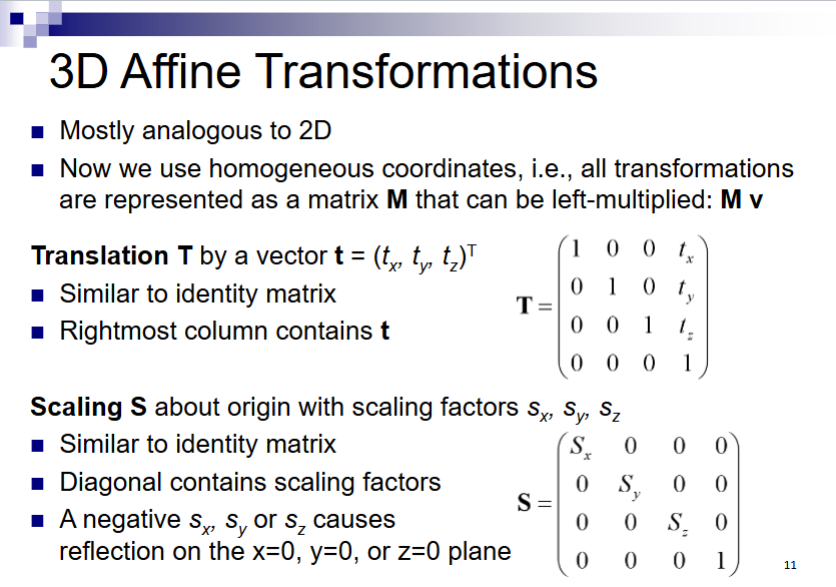 3D Affine Transformations
■ Mostly analogous to 2D
■ Now we use homogeneous coordinates, i.e., all transformations
are represented as a matrix M that can be left-multiplied: M v
Translation T by a vector t = (tx, ty, tz)T
■ Similar to identity matrix
■ Rightmost column contains t
T =
1 0 0 tx
0 1 0 ty
0 0 1 tz
0 0 0 1
Scaling S about origin with scaling factors sx, sy, sz
■ Similar to identity matrix
■ Diagonal contains scaling factors
■ A negative sx, sy or sz causes
reflection on the x=0, y=0, or z=0 plane
S =
Sx 0 0 0
0 Sy 0 0
0 0 Sz 0
0 0 0 1
11